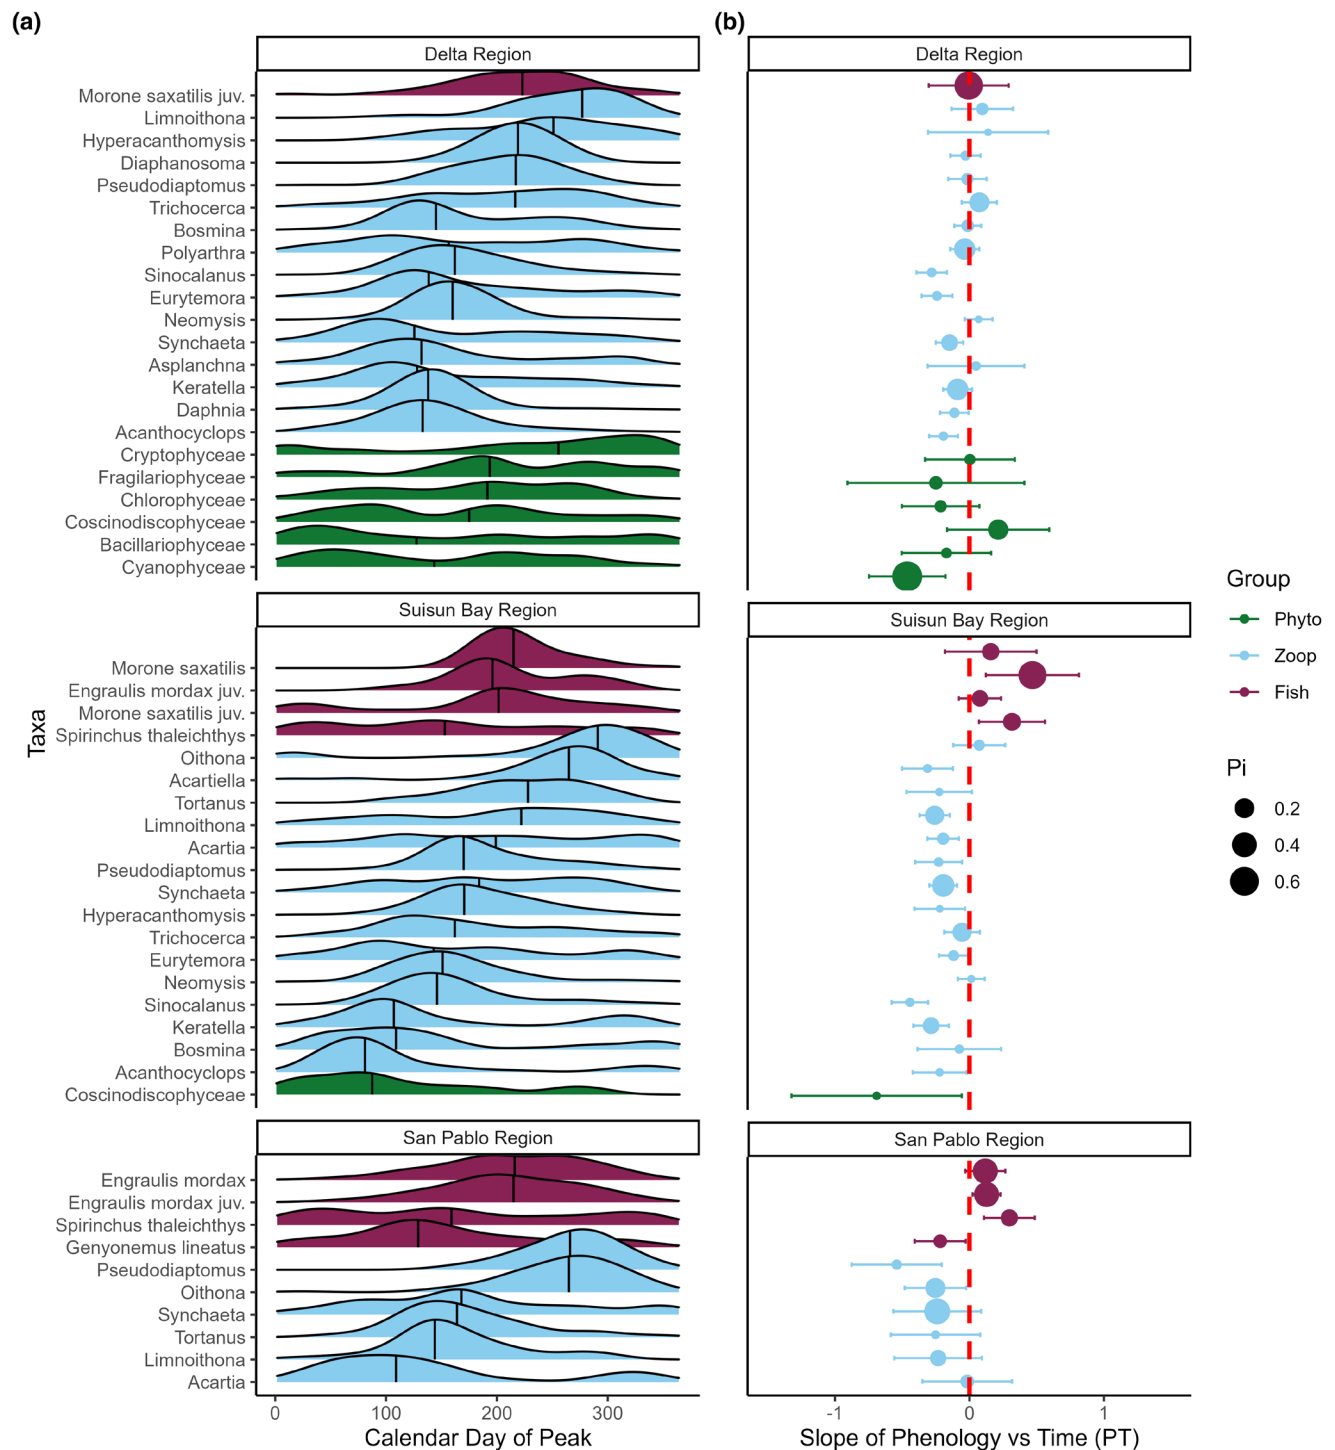 (a)
(b)
Delta Region
Delta Region
Morone saxatilis juv.
Limnoithona
Hyperacanthomysis
Diaphanosoma
Pseudodiaptomus
Trichocerca
Bosmina
Polyarthra
Sinocalanus
Eurytemora
Neomysis
Synchaeta
Asplanchna
Keratella
Daphnia
Acanthocyclops
Cryptophyceae
Fragilariophyceae
Chlorophyceae
Coscinodiscophyceae
Bacillariophyceae
Cyanophyceae
Suisun Bay Region
Suisun Bay Region
Morone saxatilis
Engraulis mordax juv.
Morone saxatilis juv.
Spirinchus thaleichthys
Oithona
Acartiella
Tortanus
Limnoithona
Acartia
Pseudodiaptomus
Synchaeta
Hyperacanthomysis
Trichocerca
Eurytemora
Neomysis
Sinocalanus
Keratella
Bosmina
Acanthocyclops
Coscinodiscophyceae
Taxa
San Pablo Region
San Pablo Region
Engraulis mordax
Engraulis mordax juv.
Spirinchus thaleichthys
Genyonemus lineatus
Pseudodiaptomus
Oithona
Synchaeta
Tortanus
Limnoithona
Acartia
0 100 200 300
Calendar Day of Peak
-1 0 1
Slope of Phenology vs Time (PT)
Group
Phyto
Zoop
Fish
Pi
0.2
0.4
0.6